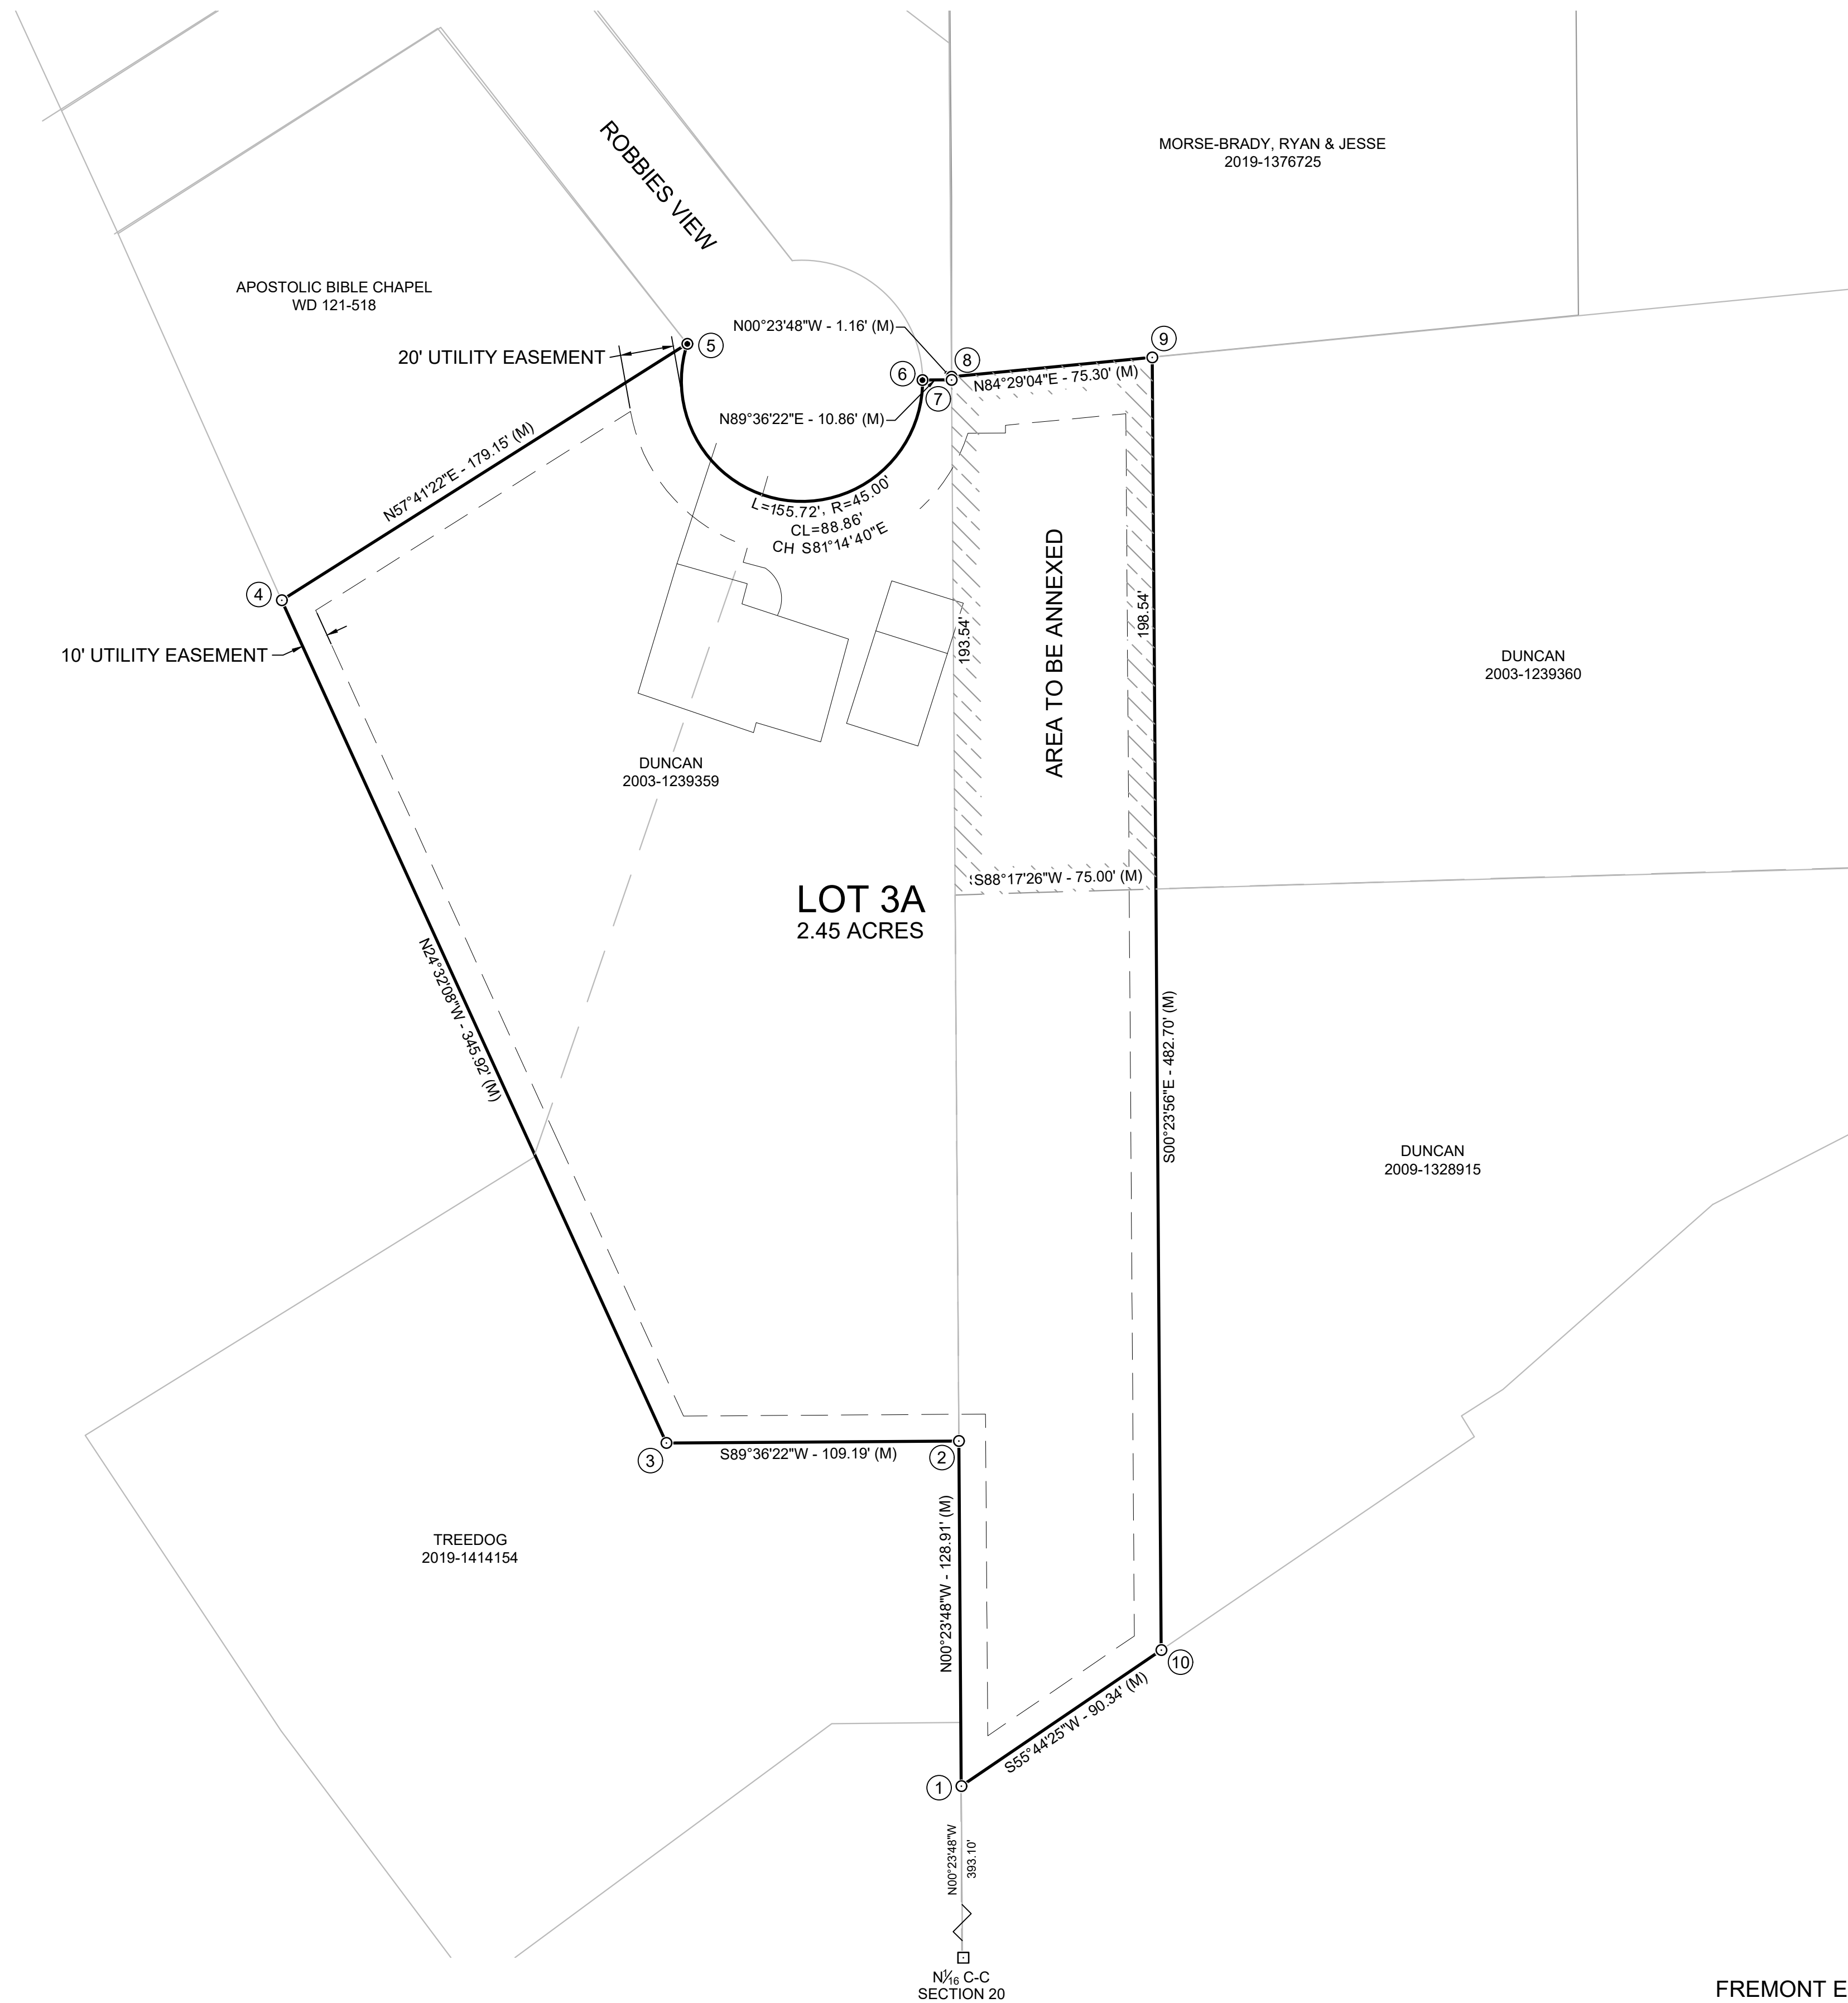 MORSE-BRADY, RYAN & JESSE
2019-1376725
ROBBIES VIEW
APOSTOLIC BIBLE CHAPEL
WD 121-518
N00°23'48"W - 1.16' (M)
20' UTILITY EASEMENT
5
6
7
8
9
N84°29'04"E - 75.30' (M)
N89°36'22"E - 10.86' (M)
N57°41'22"E - 179.15' (M)
L=155.72', R=45.00'
CL=88.86'
CH S81°14'40"E
4
10' UTILITY EASEMENT
193.54'
AREA TO BE ANNEXED
198.54'
DUNCAN
2003-1239360
DUNCAN
2003-1239359
S88°17'26"W - 75.00' (M)
LOT 3A
2.45 ACRES
N24°32'08"W - 345.92' (M)
S00°23'56"E - 482.70' (M)
DUNCAN
2009-1328915
3
S89°36'22"W - 109.19' (M)
2
TREEDOG
2019-1414154
N00°23'48"W - 128.91' (M)
10
S55°44'25"W - 90.34' (M)
1
N00°23'48"W
393.10'
N1/16 C-C
SECTION 20
FREMONT E